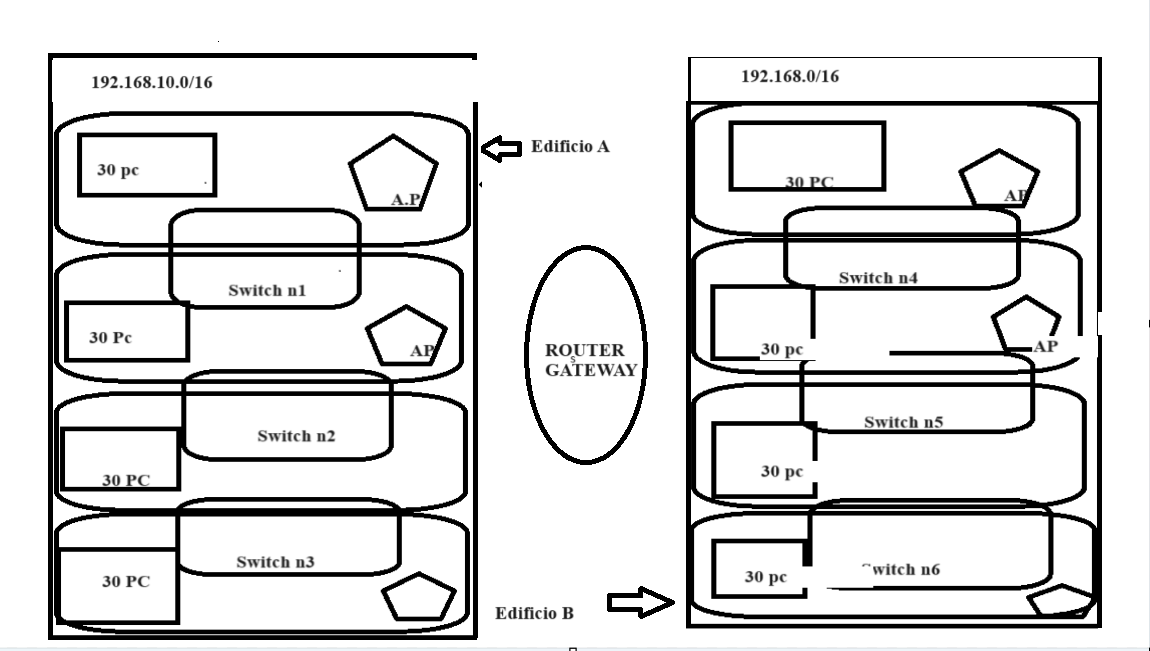 192.168.10.0/16
30 pc
A.P
Switch n1
30 Pc
AP
Switch n2
30 PC
Switch n3
30 PC
Edificio A
ROUTER
S
GATEWAY
Edificio B
192.168.0/16
30 PC
AP
Switch n4
30 pc
AP
Switch n5
30 pc
witch n6
30 pc